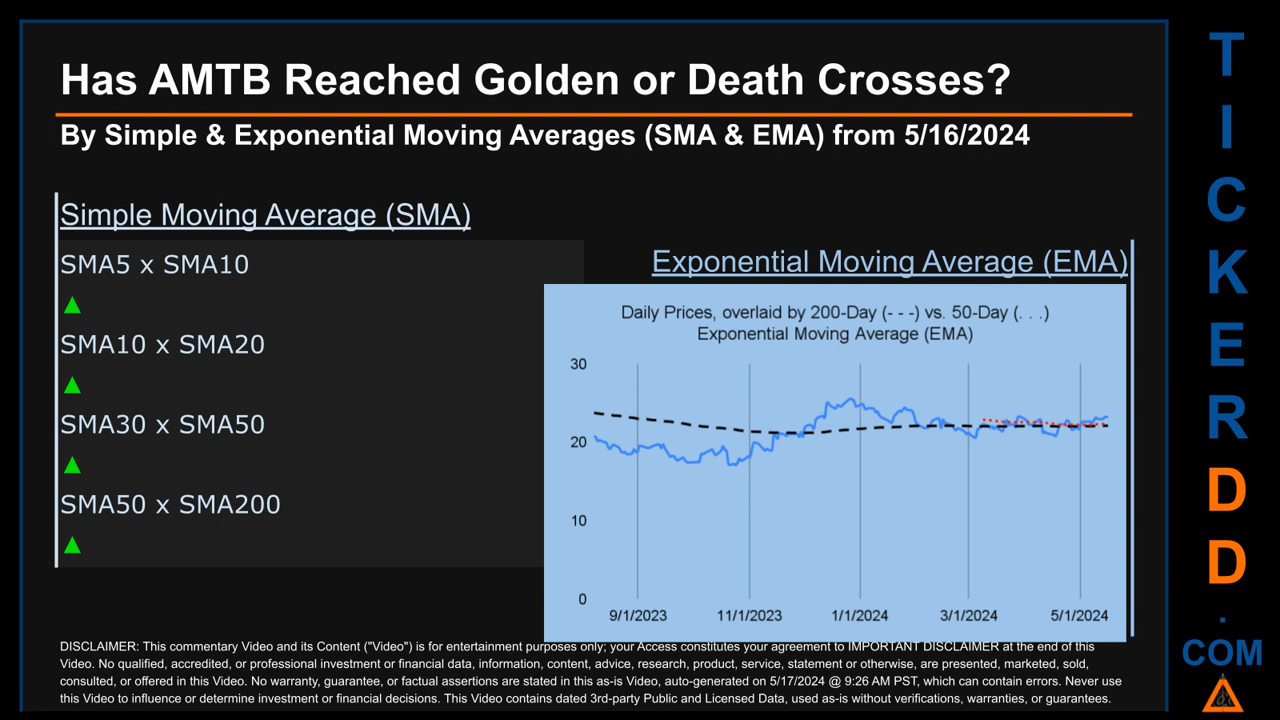 Has AMTB Reached Golden or Death Crosses?
By Simple & Exponential Moving Averages (SMA & EMA) from 5/16/2024
Simple Moving Average (SMA)
SMA5 x SMA10
▲
SMA10 x SMA20
▲
SMA30 x SMA50
▲
SMA50 x SMA200
▲
Exponential Moving Average (EMA)
Daily Prices, overlaid by 200-Day (- - -) vs. 50-Day (. . .)
Exponential Moving Average (EMA)
30
20
10
0
9/1/2023 11/1/2023 1/1/2024 3/1/2024 5/1/2024
DISCLAIMER: This commentary Video and its Content ("Video") is for entertainment purposes only; your Access constitutes your agreement to IMPORTANT DISCLAIMER at the end of this
Video. No qualified, accredited, or professional investment or financial data, information, content, advice, research, product, service, statement or otherwise, are presented, marketed, sold,
consulted, or offered in this Video. No warranty, guarantee, or factual assertions are stated in this as-is Video, auto-generated on 5/17/2024 @ 9:26 AM PST, which can contain errors. Never use
this Video to influence or determine investment or financial decisions. This Video contains dated 3rd-party Public and Licensed Data, used as-is without verifications, warranties, or guarantees.
T
I
C
K
E
R
D
D
.
COM